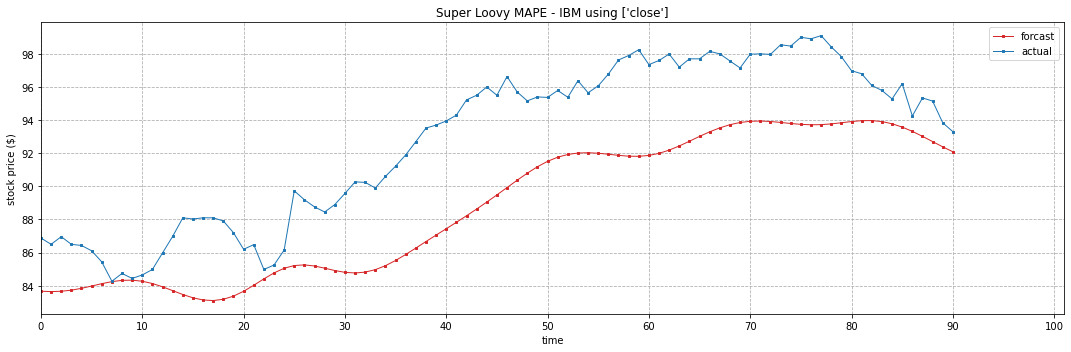 Super Loovy MAPE - IBM using ['close']
forcast
actual
stock price ($)
98
96
94
92
90
88
86
84
0 10 20 30 40 50 60 70 80 90 100
time